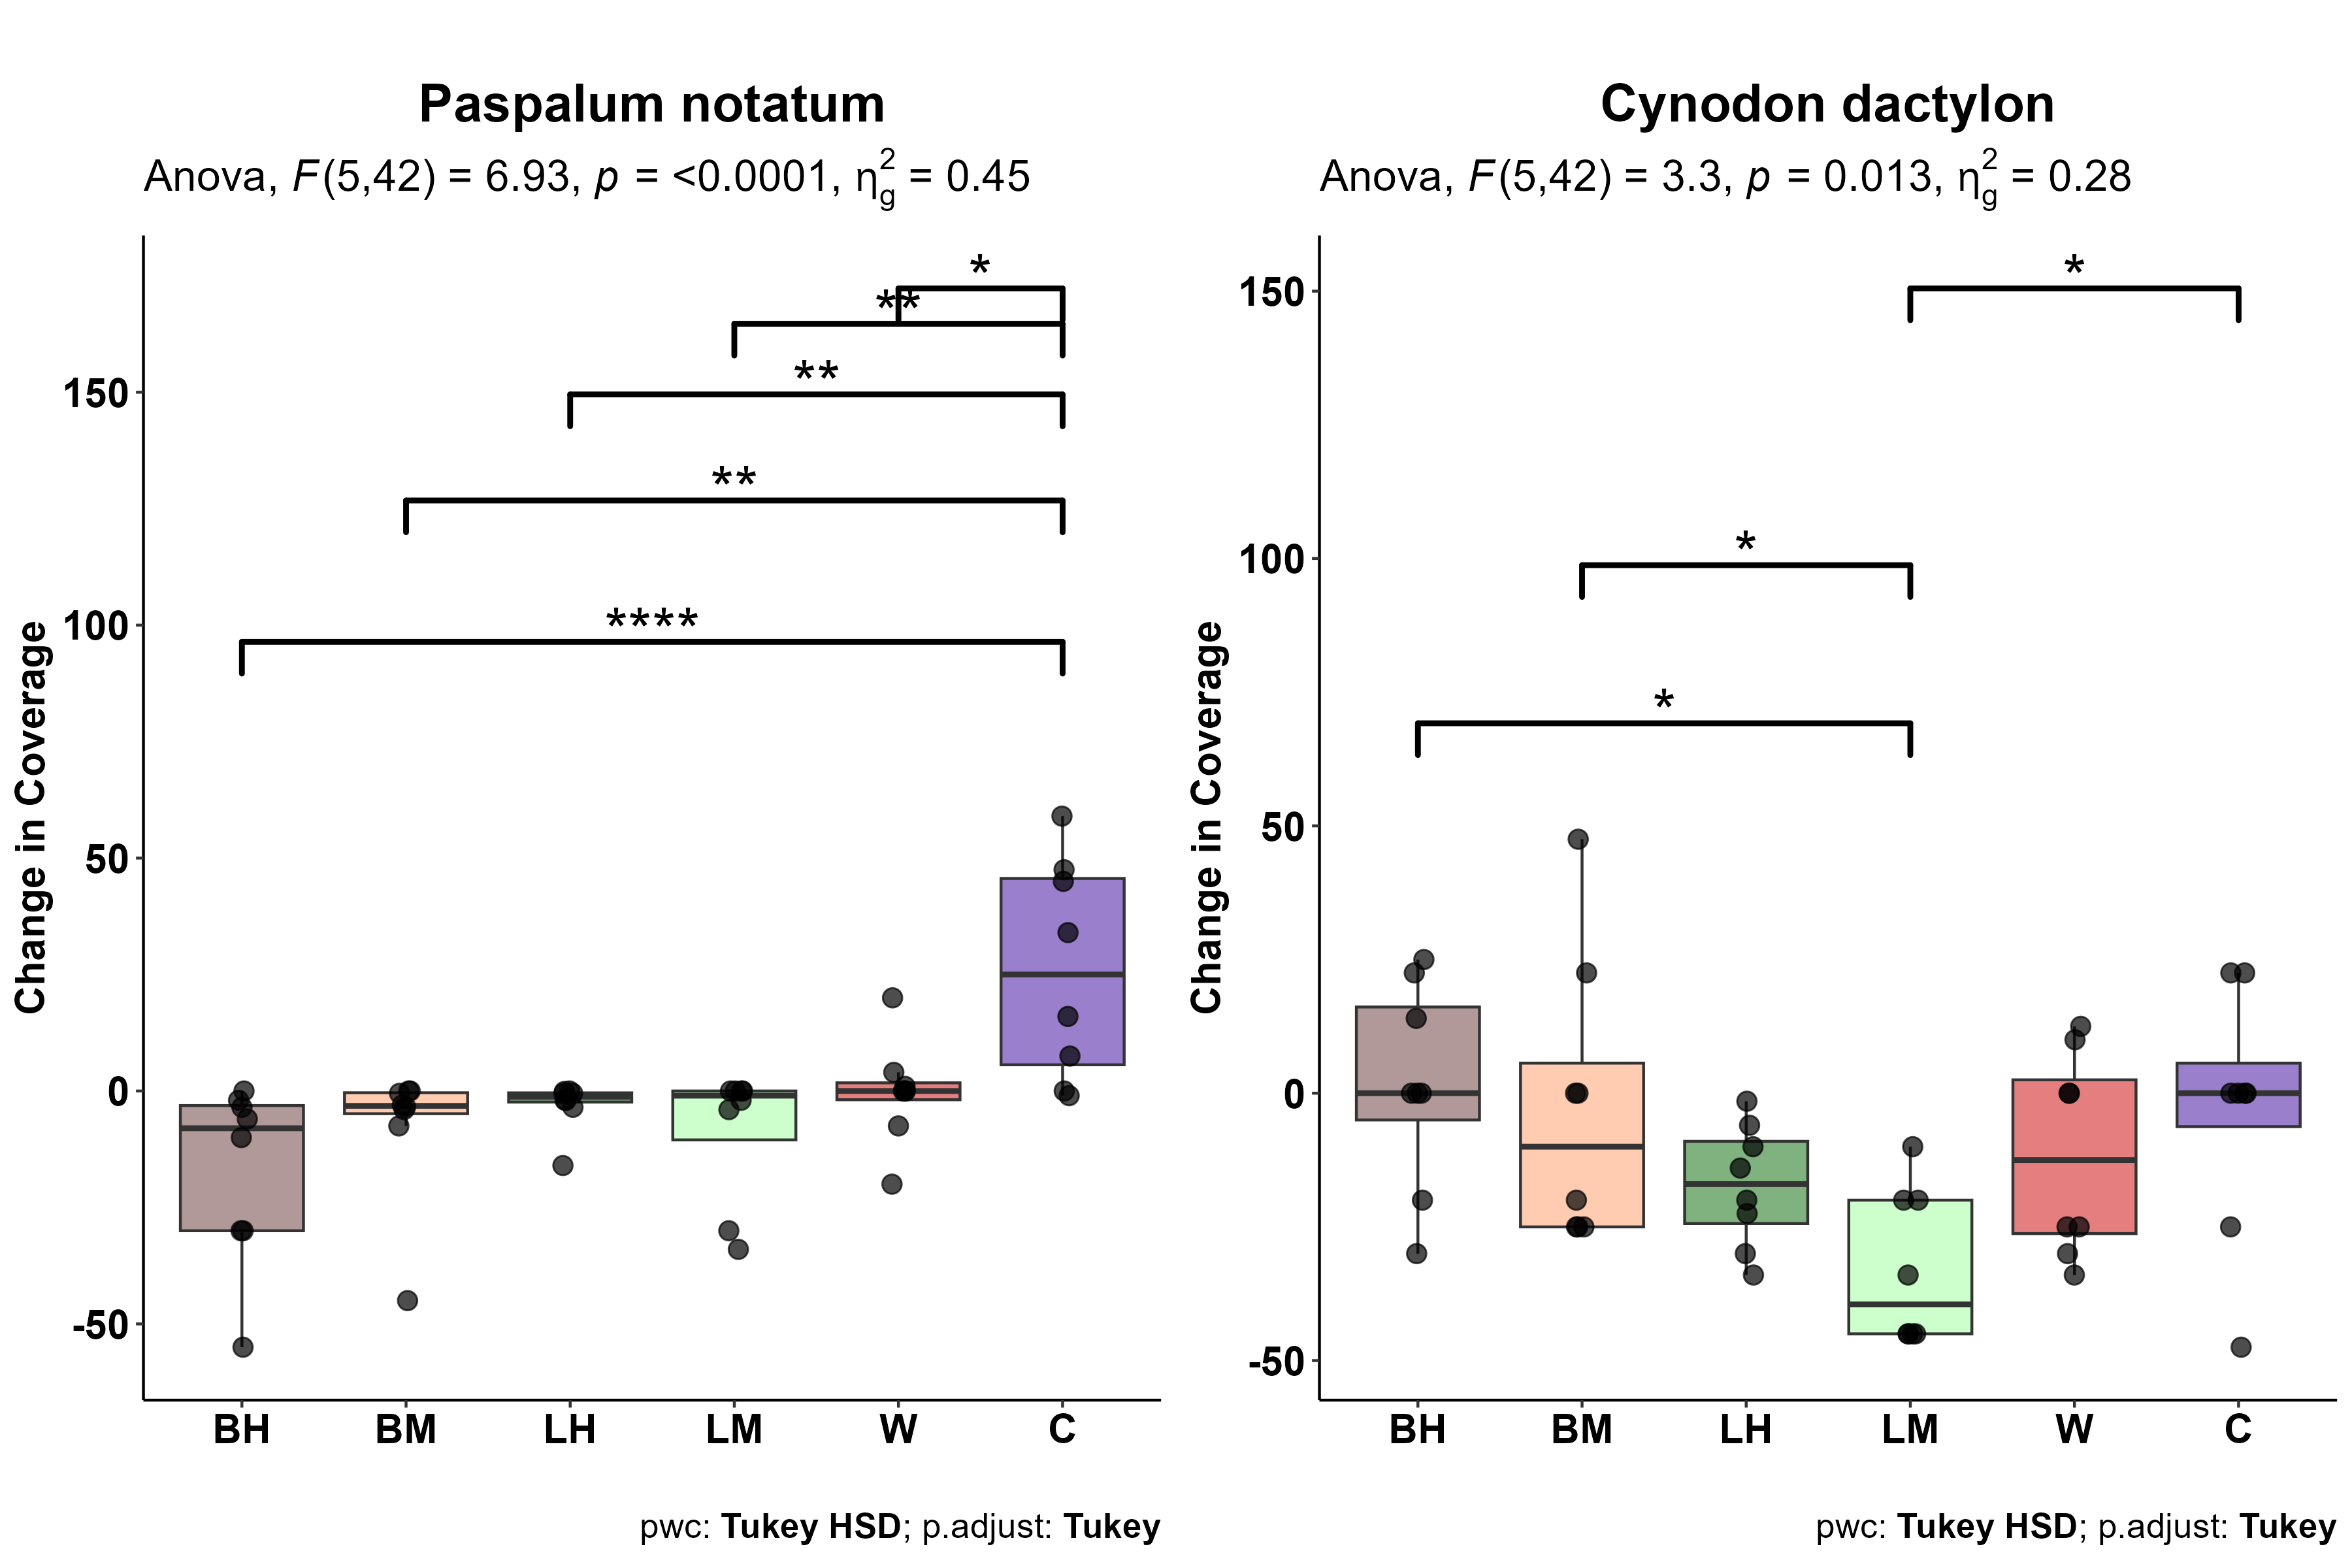 Paspalum notatum
Anova, F(5,42) = 6.93, p = <0.0001, η²g = 0.45
*
**
**
**
****
150
100
50
0
-50
Change in Coverage
BH BM LH LM W C
pwc: Tukey HSD; p.adjust: Tukey
Cynodon dactylon
Anova, F(5,42) = 3.3, p = 0.013, η²g = 0.28
*
*
*
150
100
50
0
-50
Change in Coverage
BH BM LH LM W C
pwc: Tukey HSD; p.adjust: Tukey